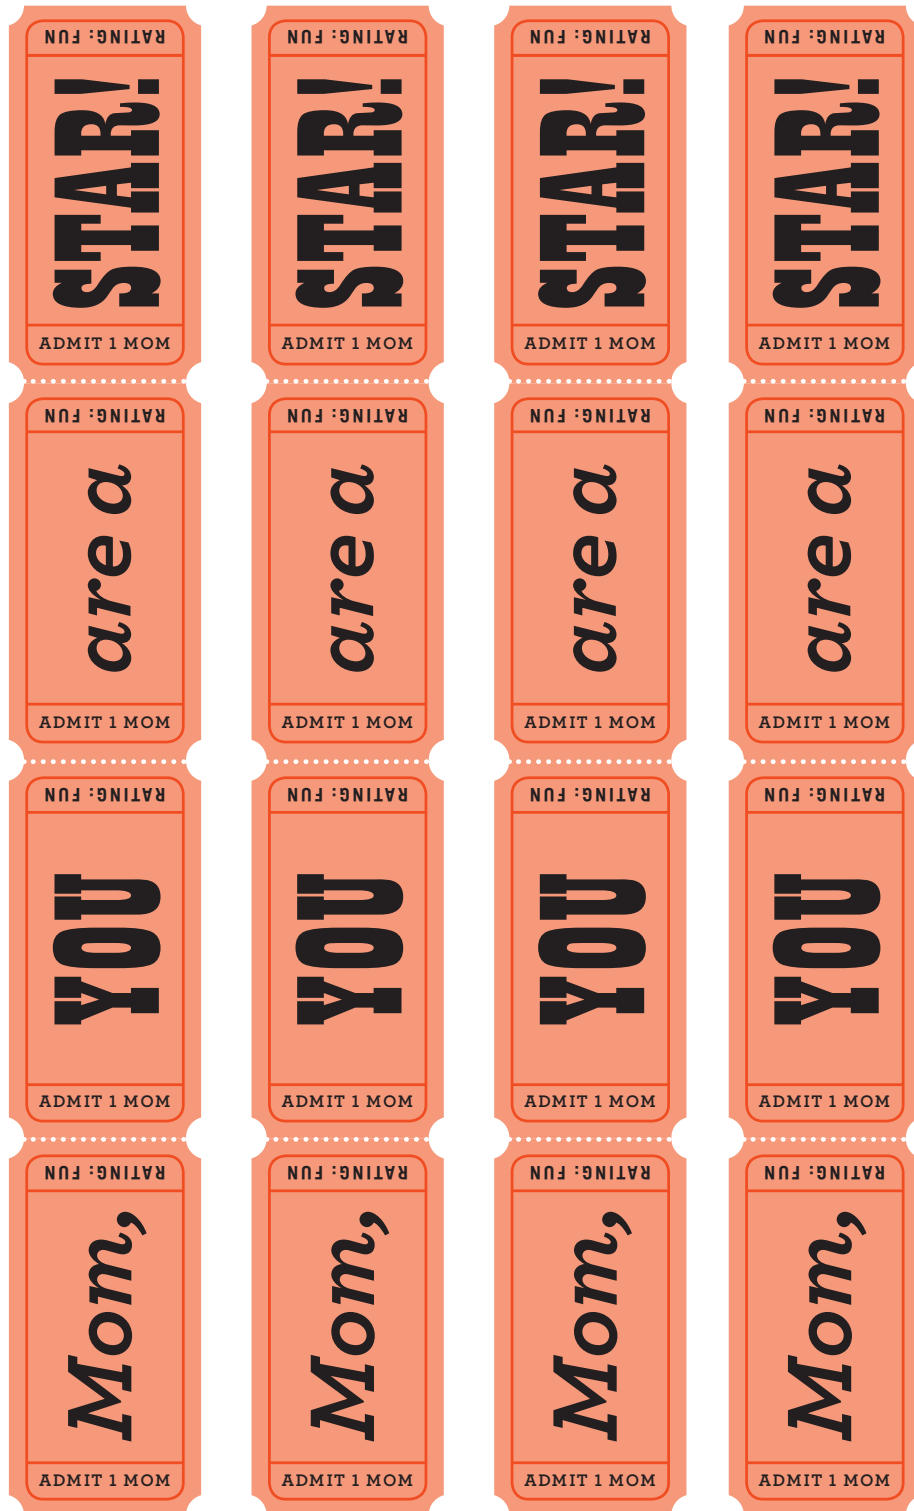 RATING: FUN RATING: FUN RATING: FUN RATING: FUN
STAR! STAR! STAR! STAR!
ADMIT 1 MOM ADMIT 1 MOM ADMIT 1 MOM ADMIT 1 MOM
RATING: FUN RATING: FUN RATING: FUN RATING: FUN
are a are a are a are a
ADMIT 1 MOM ADMIT 1 MOM ADMIT 1 MOM ADMIT 1 MOM
RATING: FUN RATING: FUN RATING: FUN RATING: FUN
YOU YOU YOU YOU
ADMIT 1 MOM ADMIT 1 MOM ADMIT 1 MOM ADMIT 1 MOM
RATING: FUN RATING: FUN RATING: FUN RATING: FUN
Mom, Mom, Mom, Mom,
ADMIT 1 MOM ADMIT 1 MOM ADMIT 1 MOM ADMIT 1 MOM